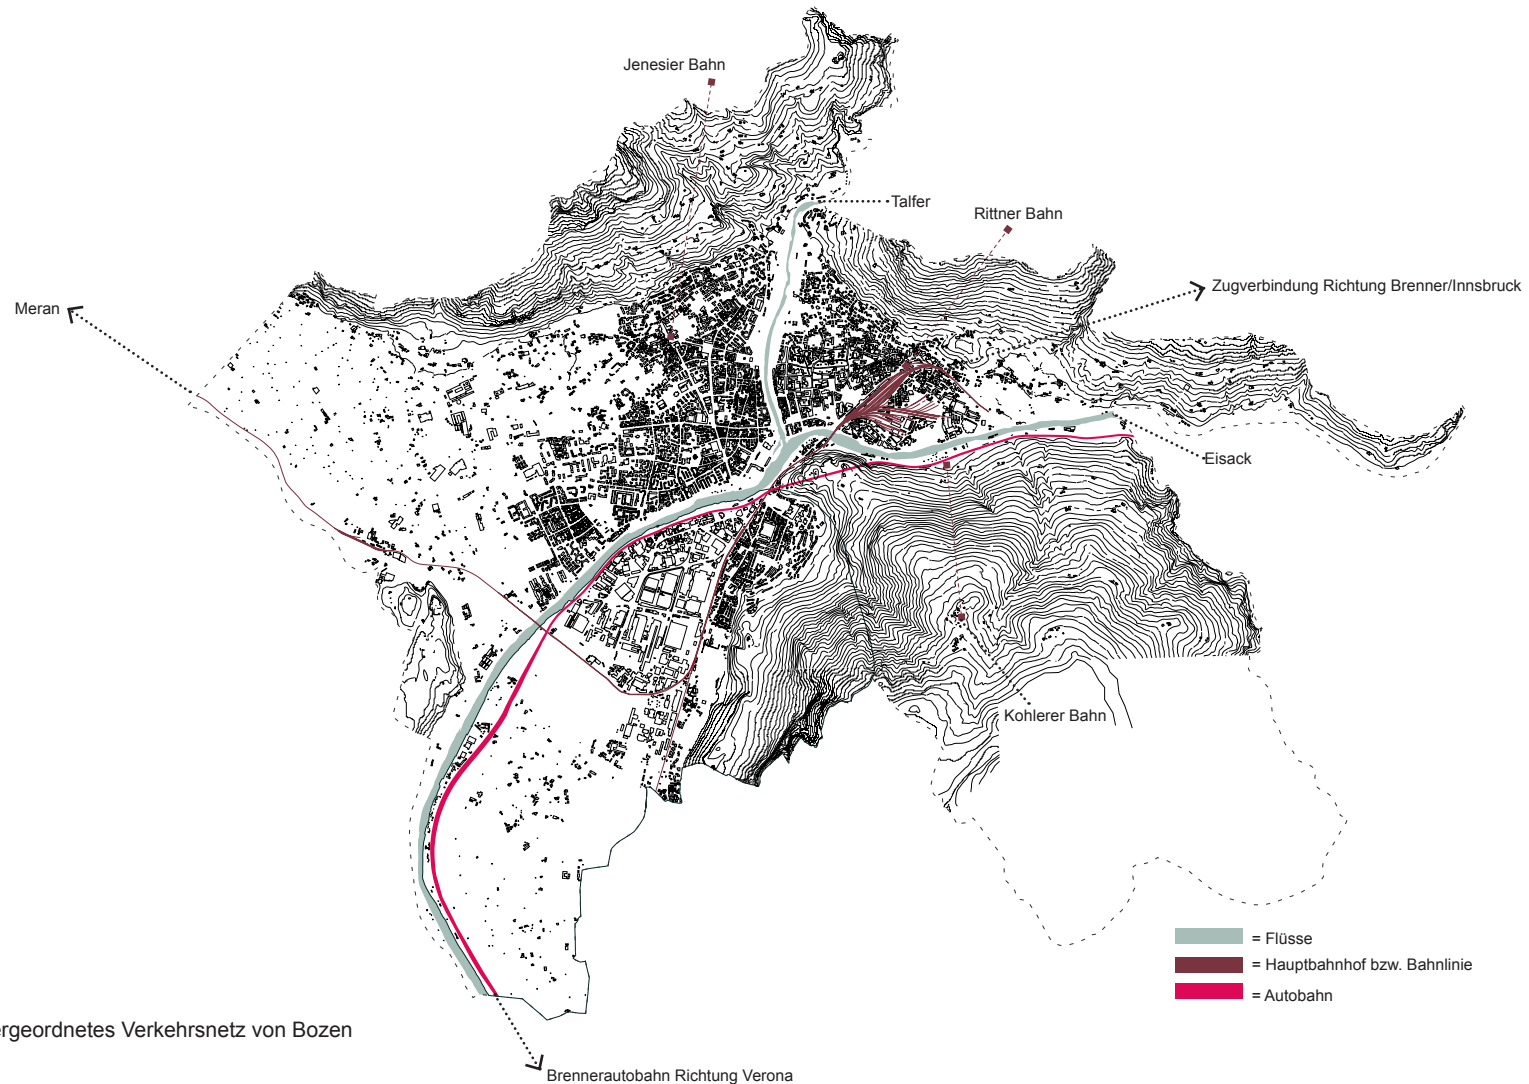 Jenesier Bahn
Talfer
Rittner Bahn
Zugverbindung Richtung Brenner/Innsbruck
Meran
Eisack
Kohlerer Bahn
= Flüsse
= Hauptbahnhof bzw. Bahnlinie
= Autobahn
ergeordnetes Verkehrsnetz von Bozen
Brennerautobahn Richtung Verona